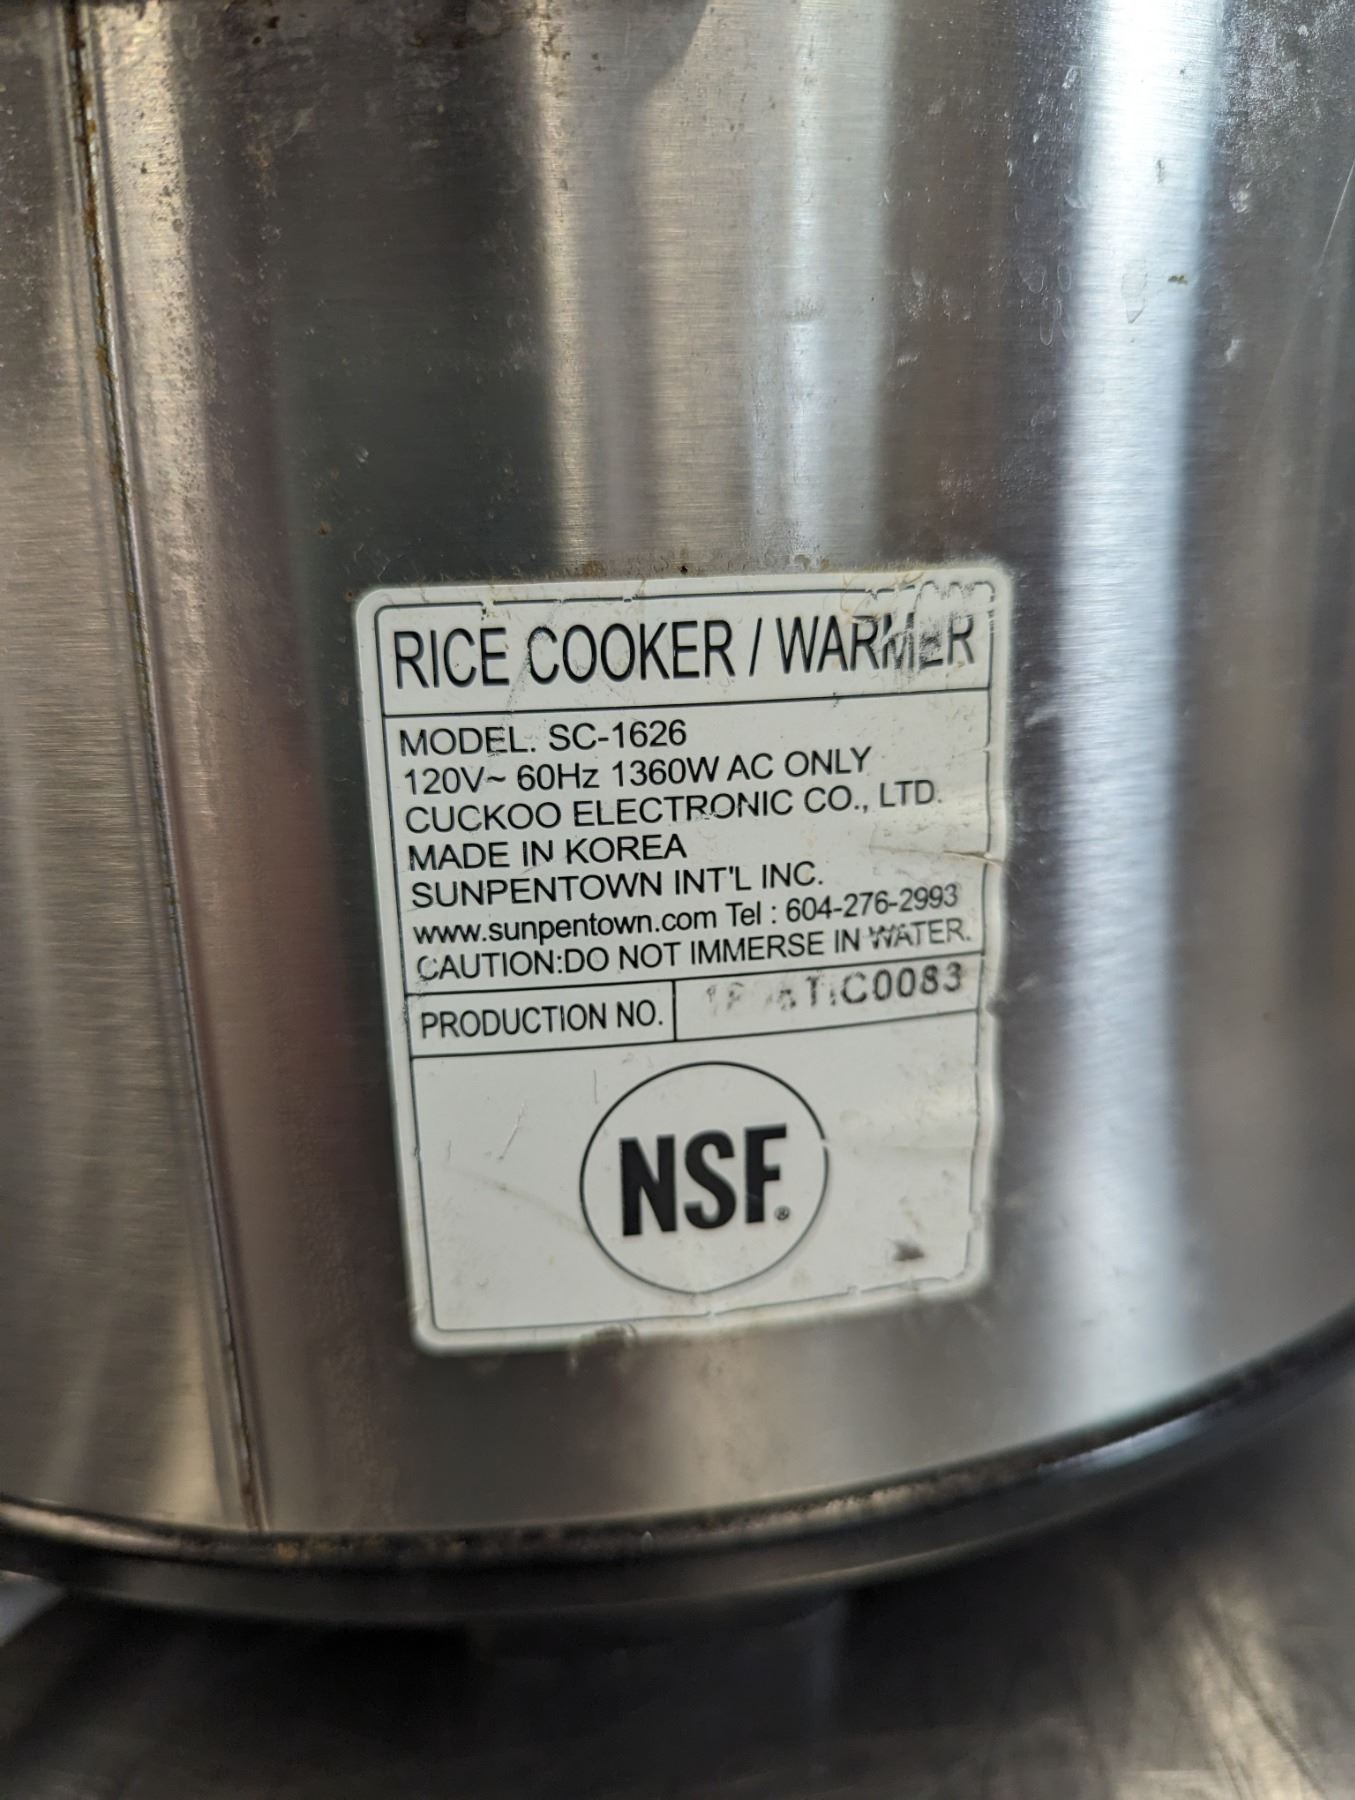 RICE COOKER / WARMER
MODEL. SC-1626
120V~ 60Hz 1360W AC ONLY
CUCKOO ELECTRONIC CO., LTD.
MADE IN KOREA
SUNPENTOWN INT'L INC.
www.sunpentown.com Tel : 604-276-2993
CAUTION:DO NOT IMMERSE IN WATER.
PRODUCTION NO.
NSF®